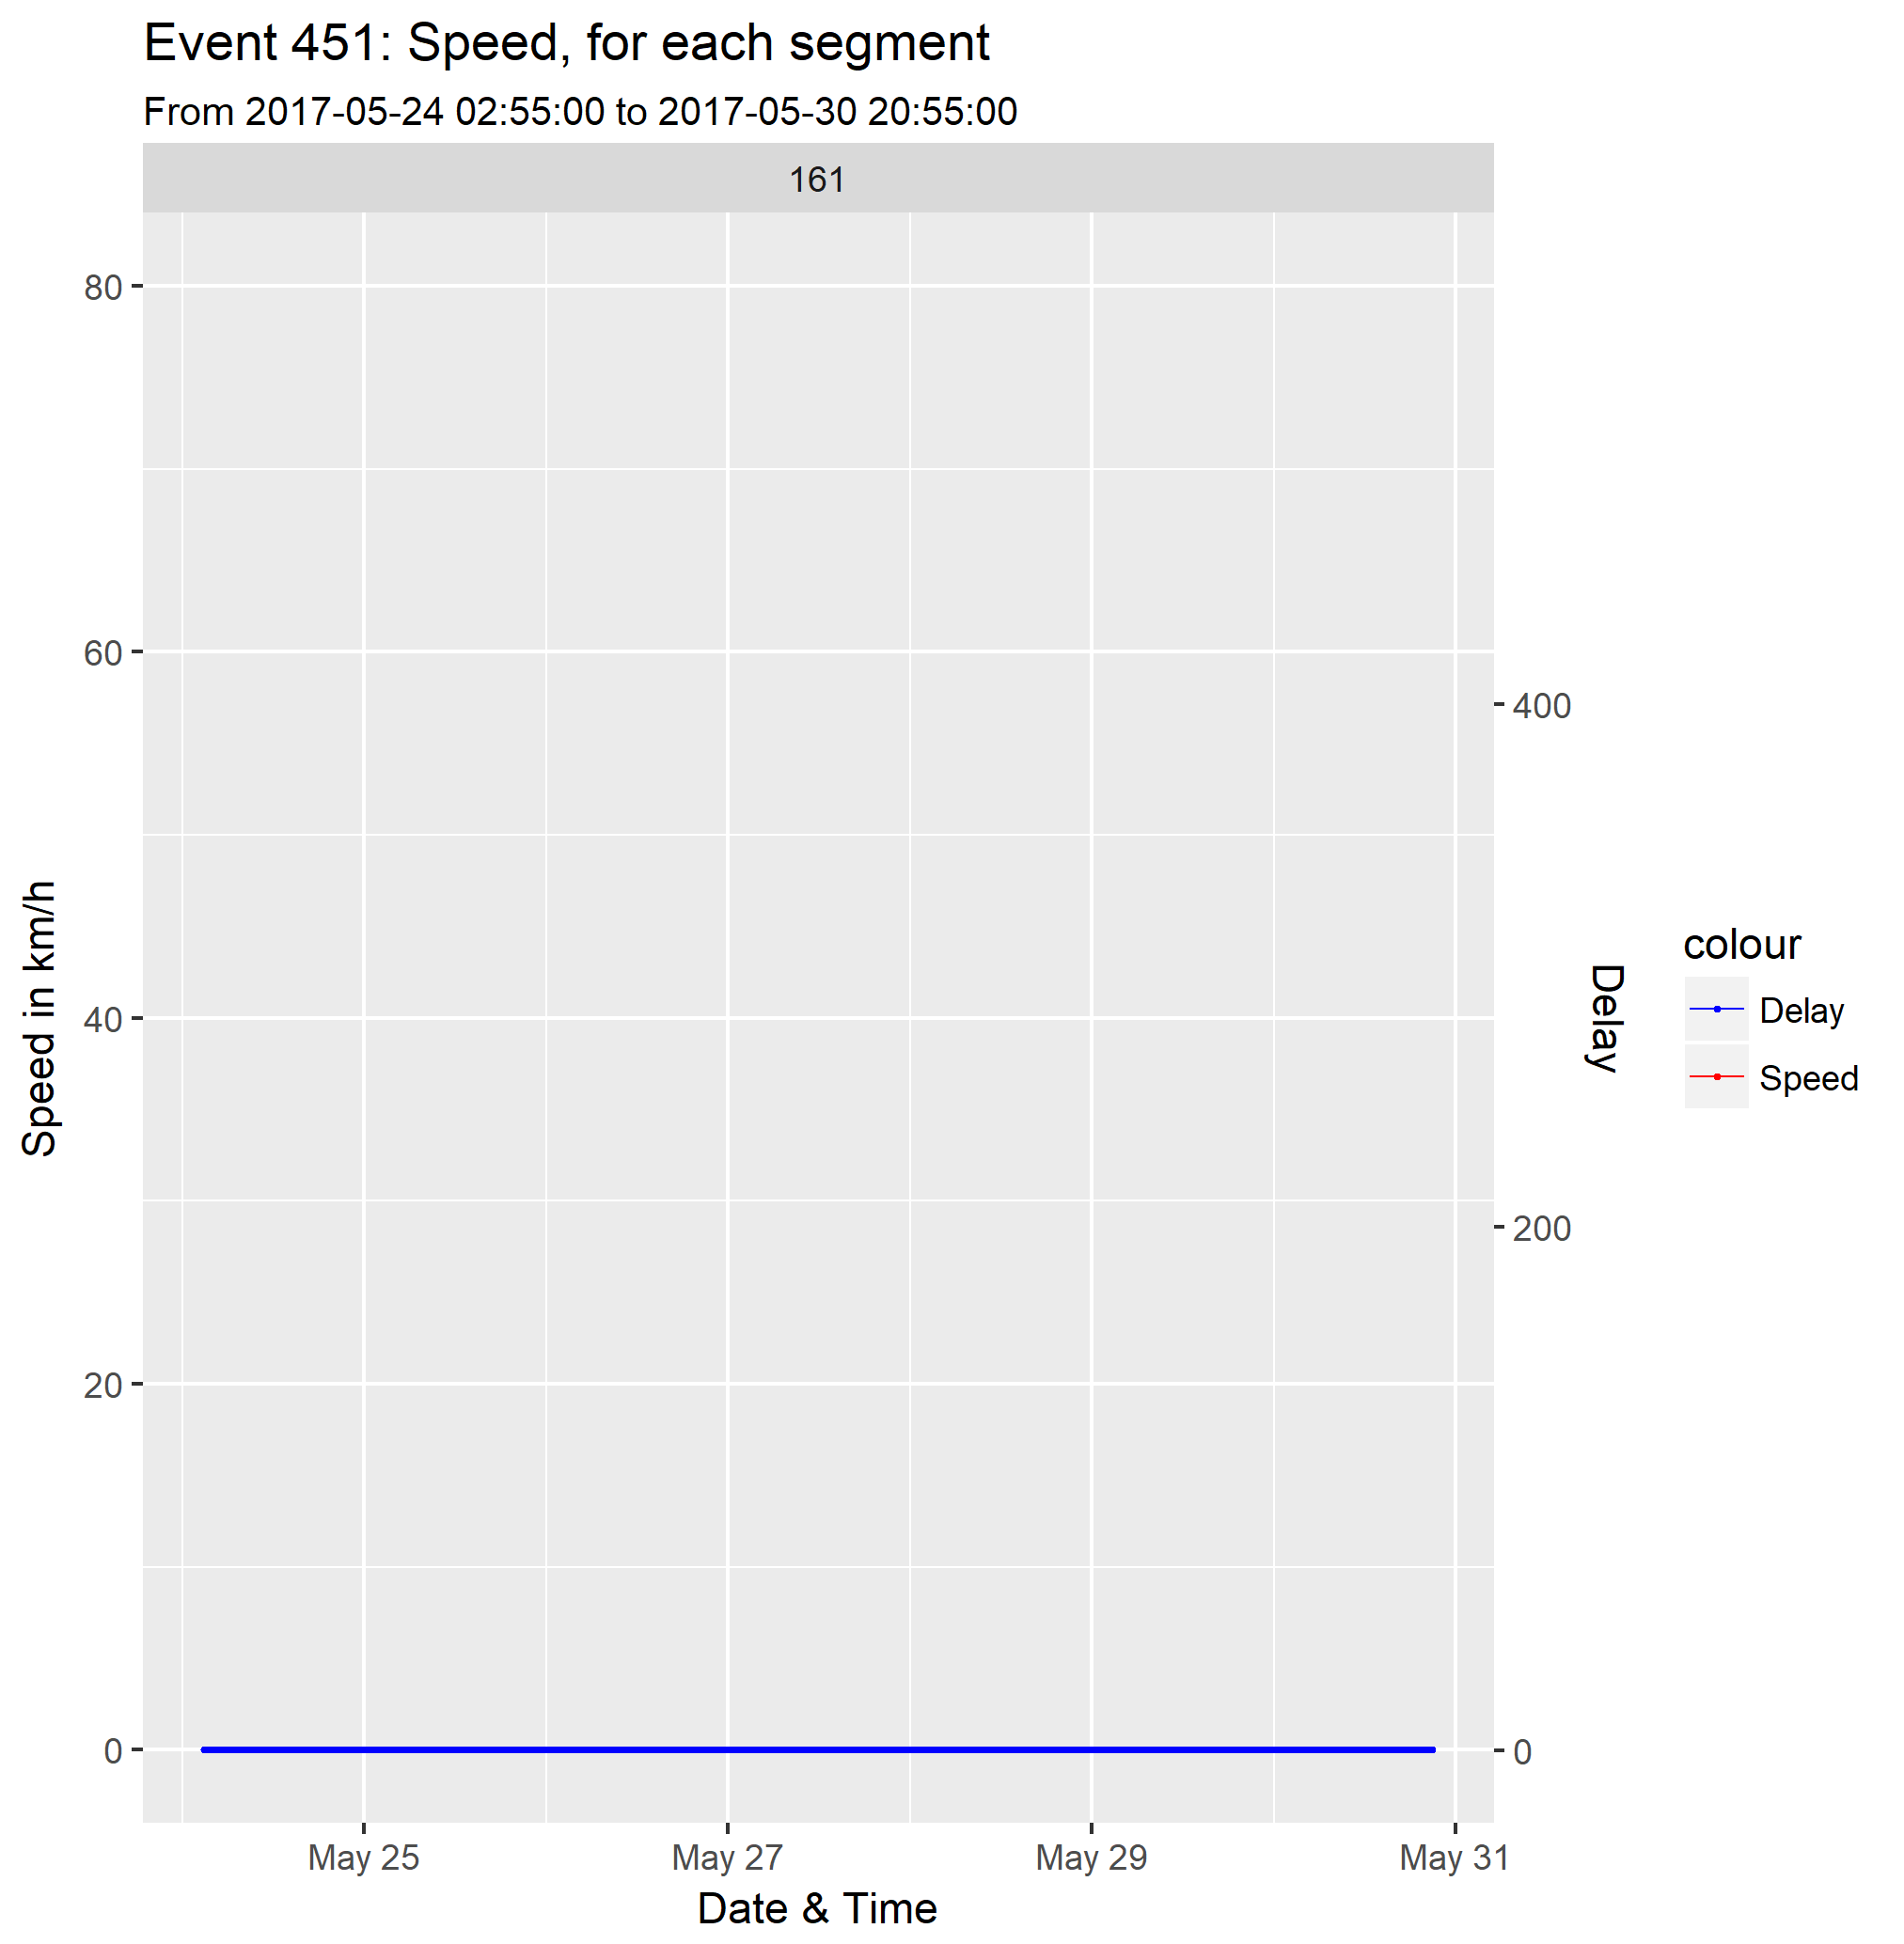 Event 451: Speed, for each segment
From 2017-05-24 02:55:00 to 2017-05-30 20:55:00
161
80
60
40
20
0
Speed in km/h
400
200
0
Delay
May 25 May 27 May 29 May 31
Date & Time
colour
Delay
Speed